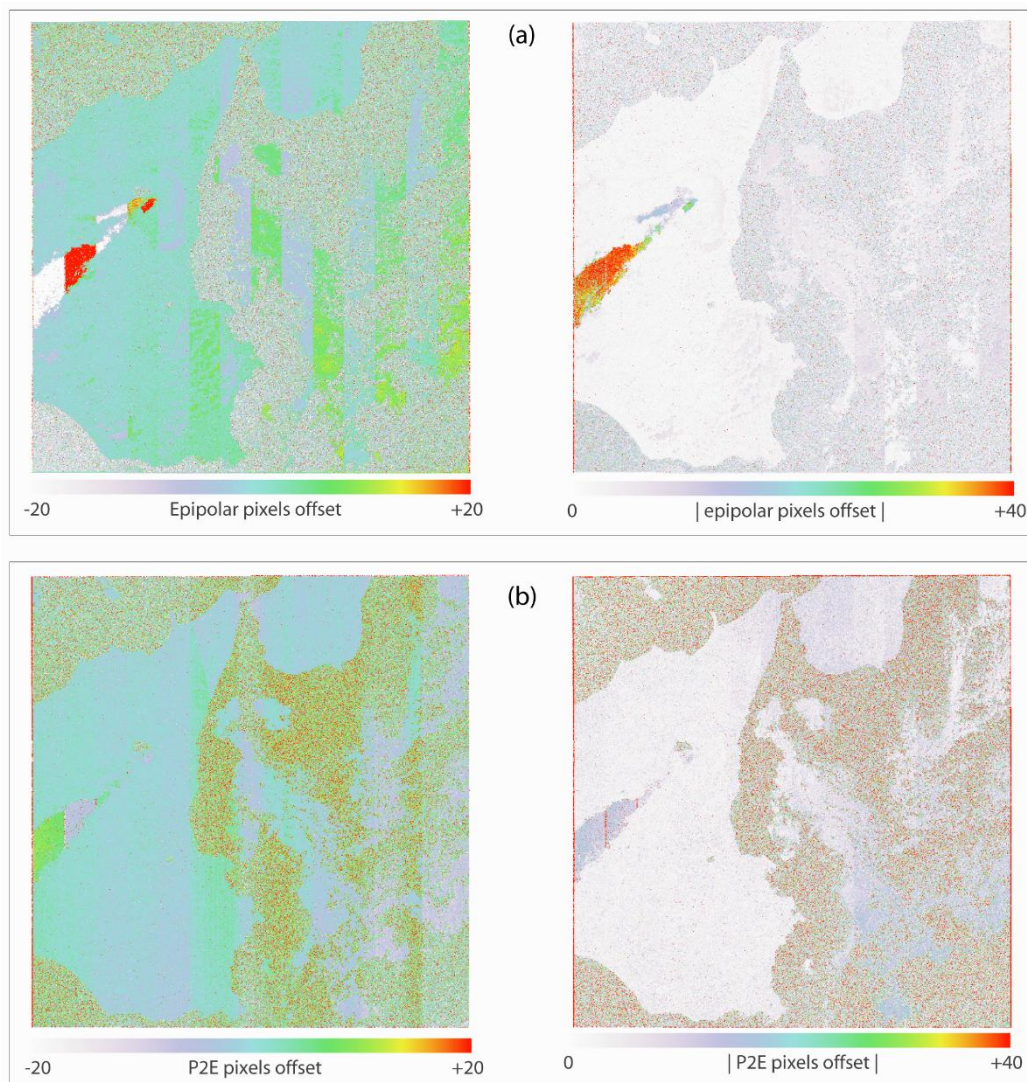 (a)
-20 Epipolar pixels offset +20
0 | epipolar pixels offset | +40
(b)
-20 P2E pixels offset +20
0 | P2E pixels offset | +40